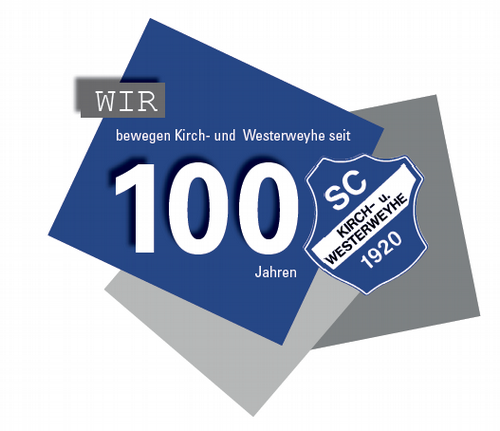 WIR
bewegen Kirch- und Westerweyhe seit
100
Jahren
SC
KIRCH- u.
WESTERWEYHE
1920